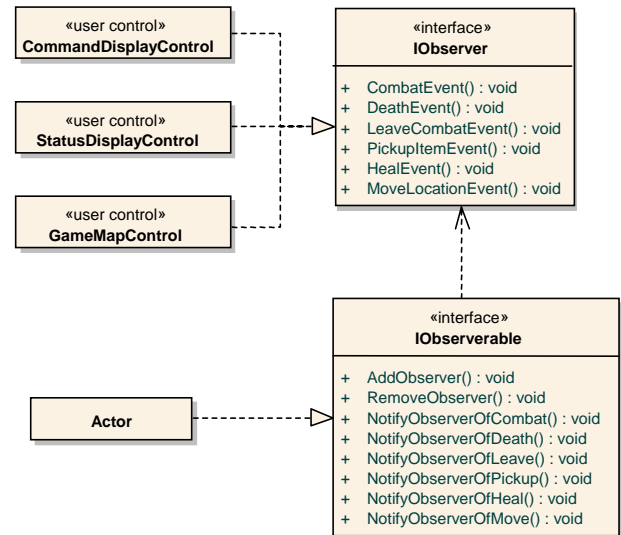 «user control»
CommandDisplayControl
«user control»
StatusDisplayControl
«user control»
GameMapControl
Actor
«interface»
IObserver
+ CombatEvent() : void
+ DeathEvent() : void
+ LeaveCombatEvent() : void
+ PickupItemEvent() : void
+ HealEvent() : void
+ MoveLocationEvent() : void
«interface»
IObserverable
+ AddObserver() : void
+ RemoveObserver() : void
+ NotifyObserverOfCombat() : void
+ NotifyObserverOfDeath() : void
+ NotifyObserverOfLeave() : void
+ NotifyObserverOfPickup() : void
+ NotifyObserverOfHeal() : void
+ NotifyObserverOfMove() : void